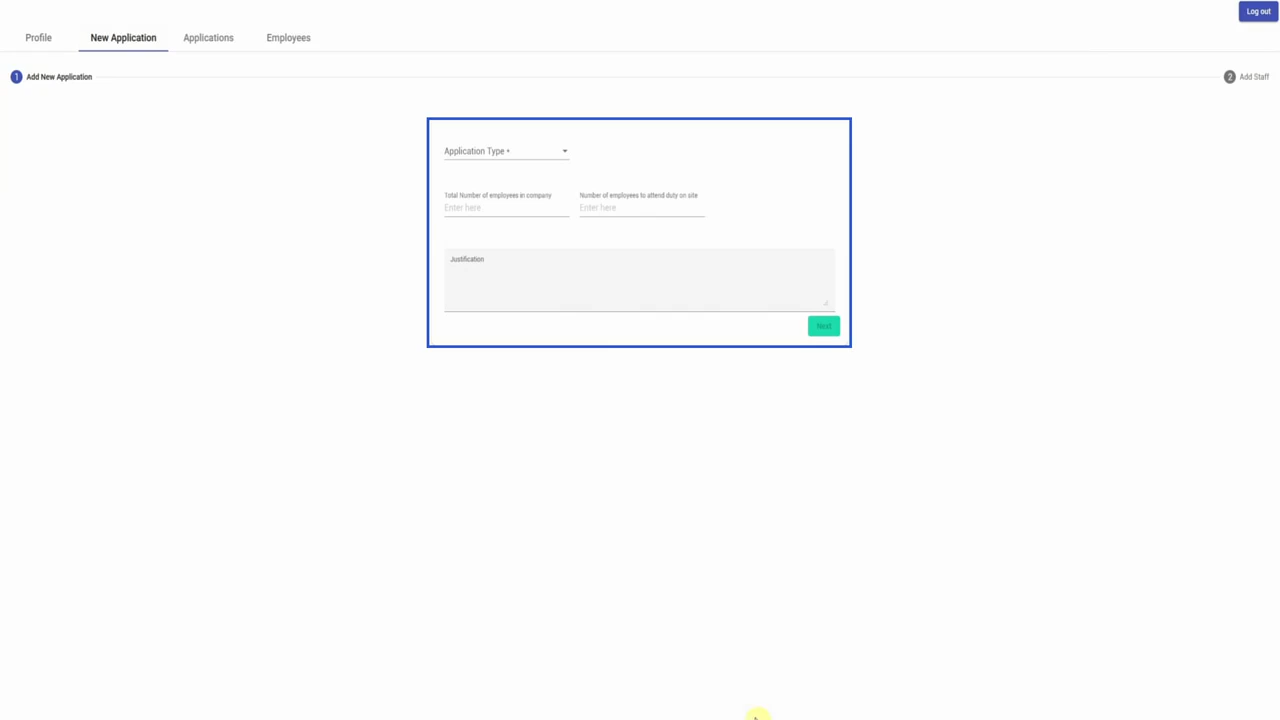 Log out
Profile
New Application
Applications
Employees
1 Add New Application
2 Add Staff
Application Type *
Total Number of employees in company
Number of employees to attend duty on site
Enter here
Enter here
Justification
Next